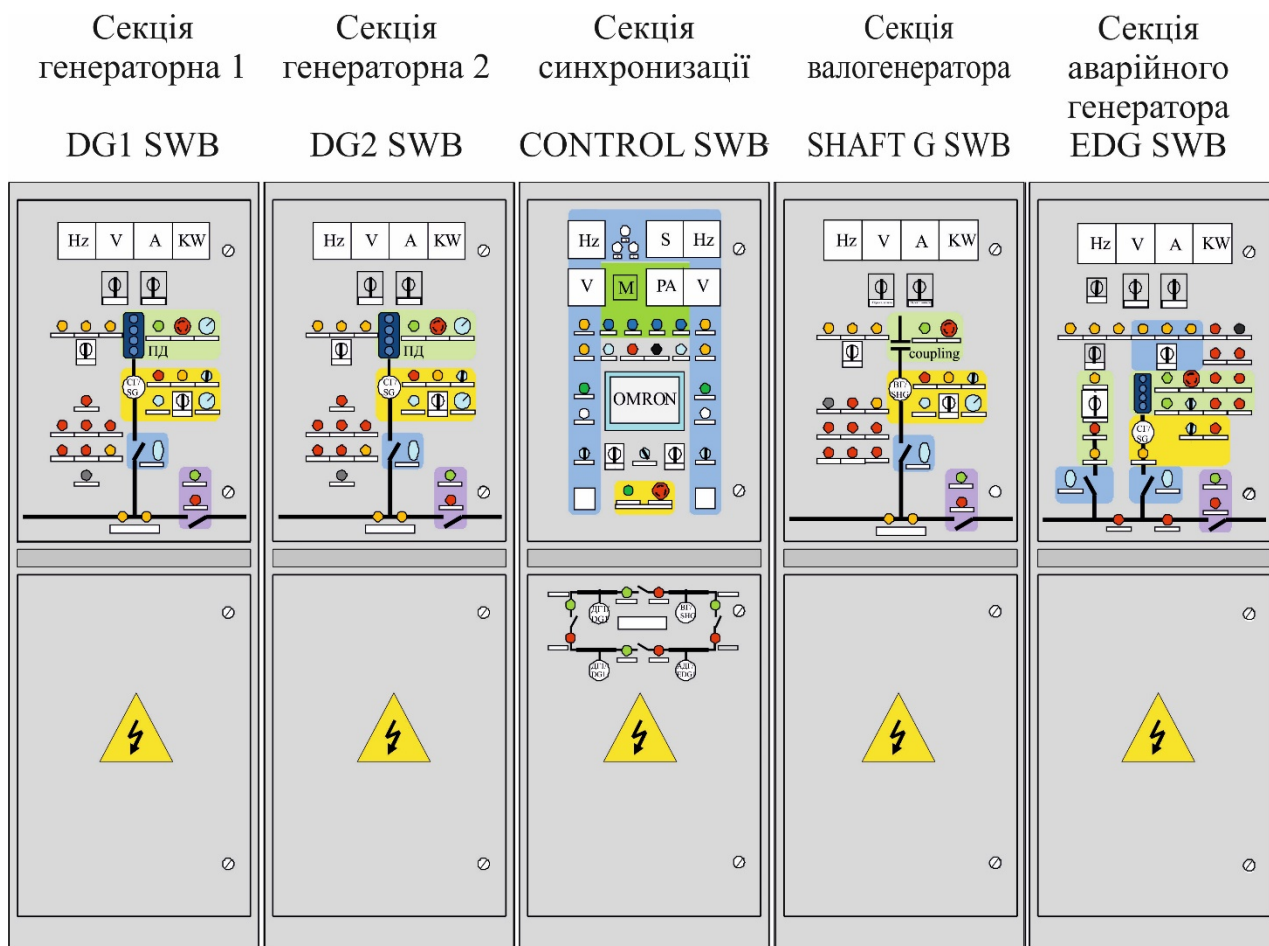 Секція
генераторна 1
DG1 SWB
Секція
генераторна 2
DG2 SWB
Секція
синхронизації
CONTROL SWB
Секція
валогенератора
SHAFT G SWB
Секція
аварійного
генератора
EDG SWB
Hz V A KW
ПД
СГ/
SG
Hz V A KW
ПД
СГ/
SG
Hz S Hz
V M PA V
OMRON
ВГ/
SHG
Hz V A KW
coupling
ВГ/
SHG
Hz V A KW
СГ/
SG